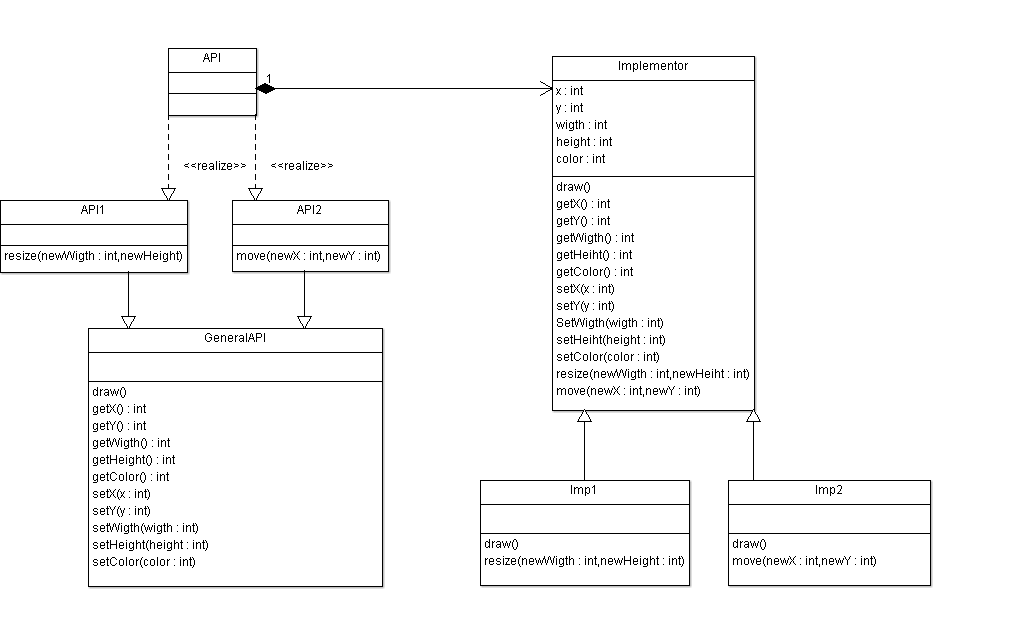 API
1
<<realize>>
<<realize>>
API1
resize(newWigth : int,newHeight)
API2
move(newX : int,newY : int)
GeneralAPI
draw()
getX() : int
getY() : int
getWigth() : int
getHeight() : int
getColor() : int
setX(x : int)
setY(y : int)
setWigth(wigth : int)
setHeight(height : int)
setColor(color : int)
Implementor
x : int
y : int
wigth : int
height : int
color : int
draw()
getX() : int
getY() : int
getWigth() : int
getHeiht() : int
getColor() : int
setX(x : int)
setY(y : int)
SetWigth(wigth : int)
setHeiht(height : int)
setColor(color : int)
resize(newWigth : int,newHeiht : int)
move(newX : int,newY : int)
Imp1
draw()
resize(newWigth : int,newHeight : int)
Imp2
draw()
move(newX : int,newY : int)